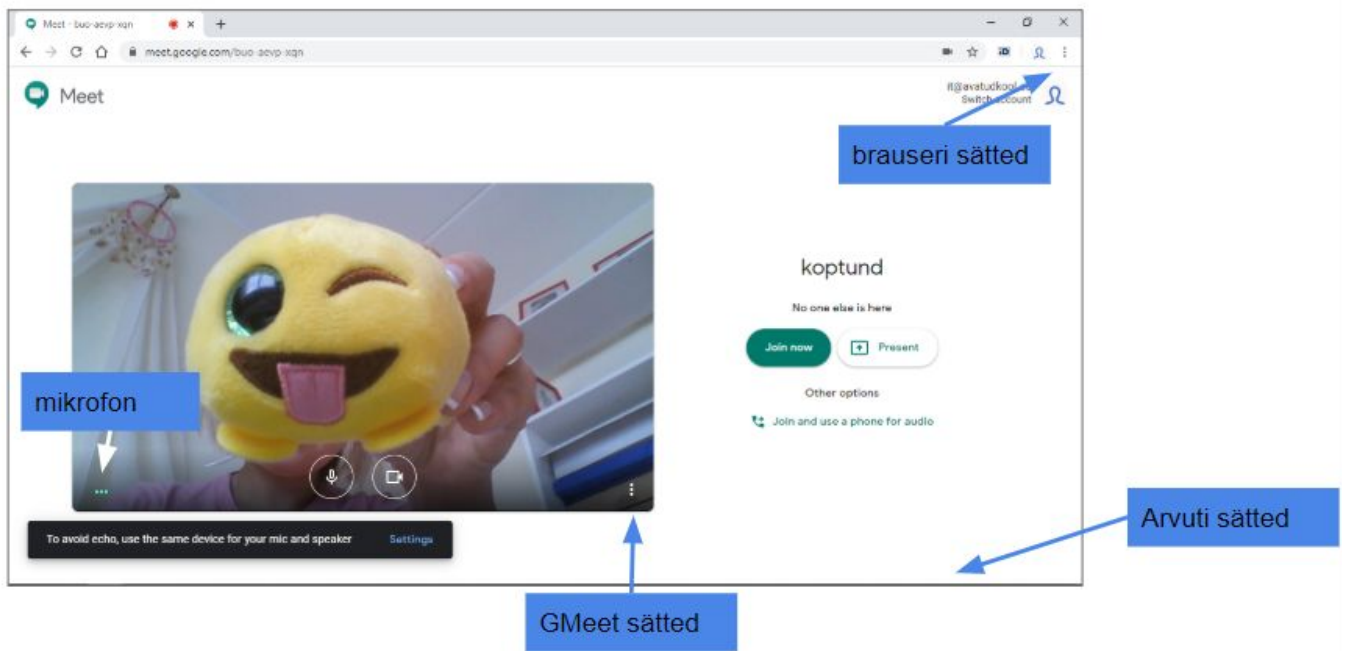 Meet - buo-aevp-xqn
meet.google.com/buo-aevp-xqn
Meet
it@avatudkool
Switch account
brauseri sätted
koptund
No one else is here
Join now
Present
mikrofon
Other options
Join and use a phone for audio
To avoid echo, use the same device for your mic and speaker Settings
Arvuti sätted
GMeet sätted